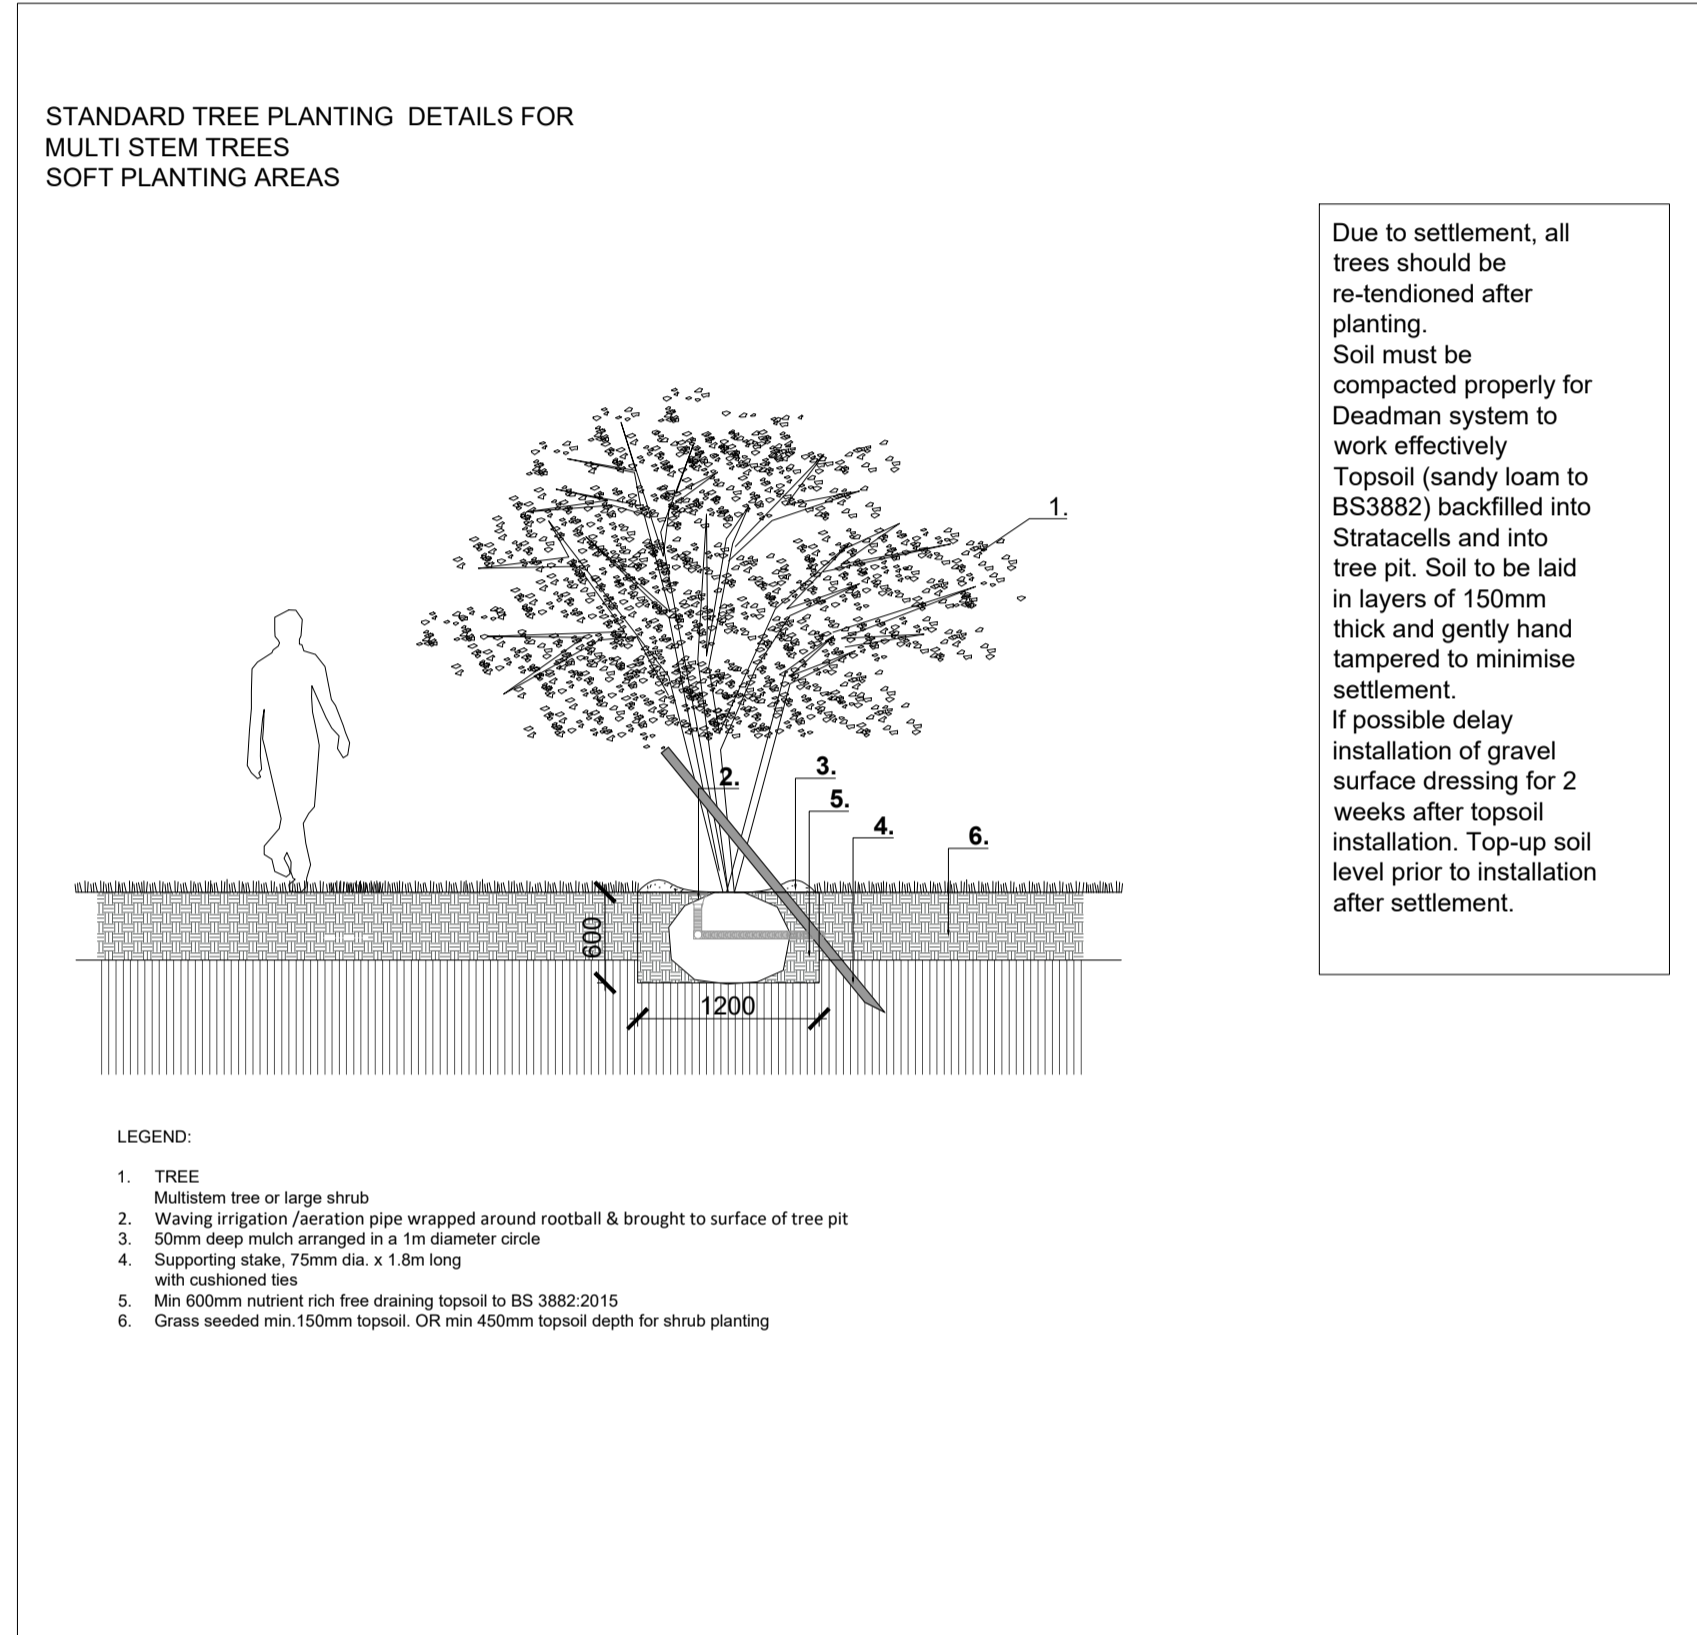 STANDARD TREE PLANTING  DETAILS FOR
MULTI STEM TREES
SOFT PLANTING AREAS
Due to settlement, all
trees should be
re-tendioned after
planting.
Soil must be
compacted properly for
Deadman system to
work effectively
Topsoil (sandy loam to
BS3882) backfilled into
Stratacells and into
tree pit. Soil to be laid
in layers of 150mm
thick and gently hand
tampered to minimise
settlement.
If possible delay
installation of gravel
surface dressing for 2
weeks after topsoil
installation. Top-up soil
level prior to installation
after settlement.
1.
2.
3.
5.
4.
6.
600
1200
LEGEND:
1. TREE
Multistem tree or large shrub
2. Waving irrigation /aeration pipe wrapped around rootball & brought to surface of tree pit
3. 50mm deep mulch arranged in a 1m diameter circle
4. Supporting stake, 75mm dia. x 1.8m long
with cushioned ties
5. Min 600mm nutrient rich free draining topsoil to BS 3882:2015
6. Grass seeded min.150mm topsoil. OR min 450mm topsoil depth for shrub planting